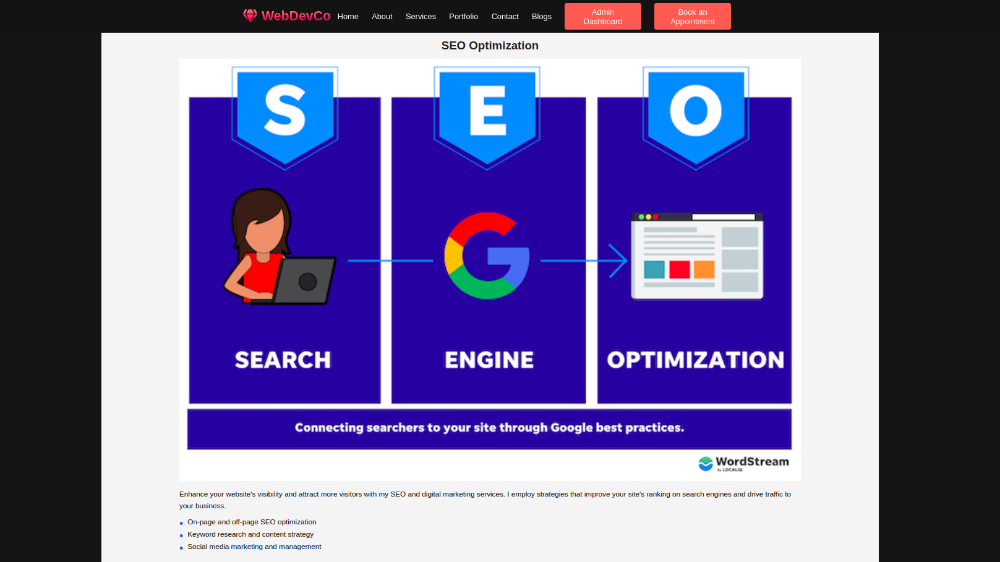 WebDevCo Home About Services Portfolio Contact Blogs
Admin
Dashboard
Book an
Appointment
SEO Optimization
S E O
SEARCH ENGINE OPTIMIZATION
Connecting searchers to your site through Google best practices.
WordStream
By LOCALiQ
Enhance your website's visibility and attract more visitors with my SEO and digital marketing services. I employ strategies that improve your site's ranking on search engines and drive traffic to
your business.
On-page and off-page SEO optimization
Keyword research and content strategy
Social media marketing and management